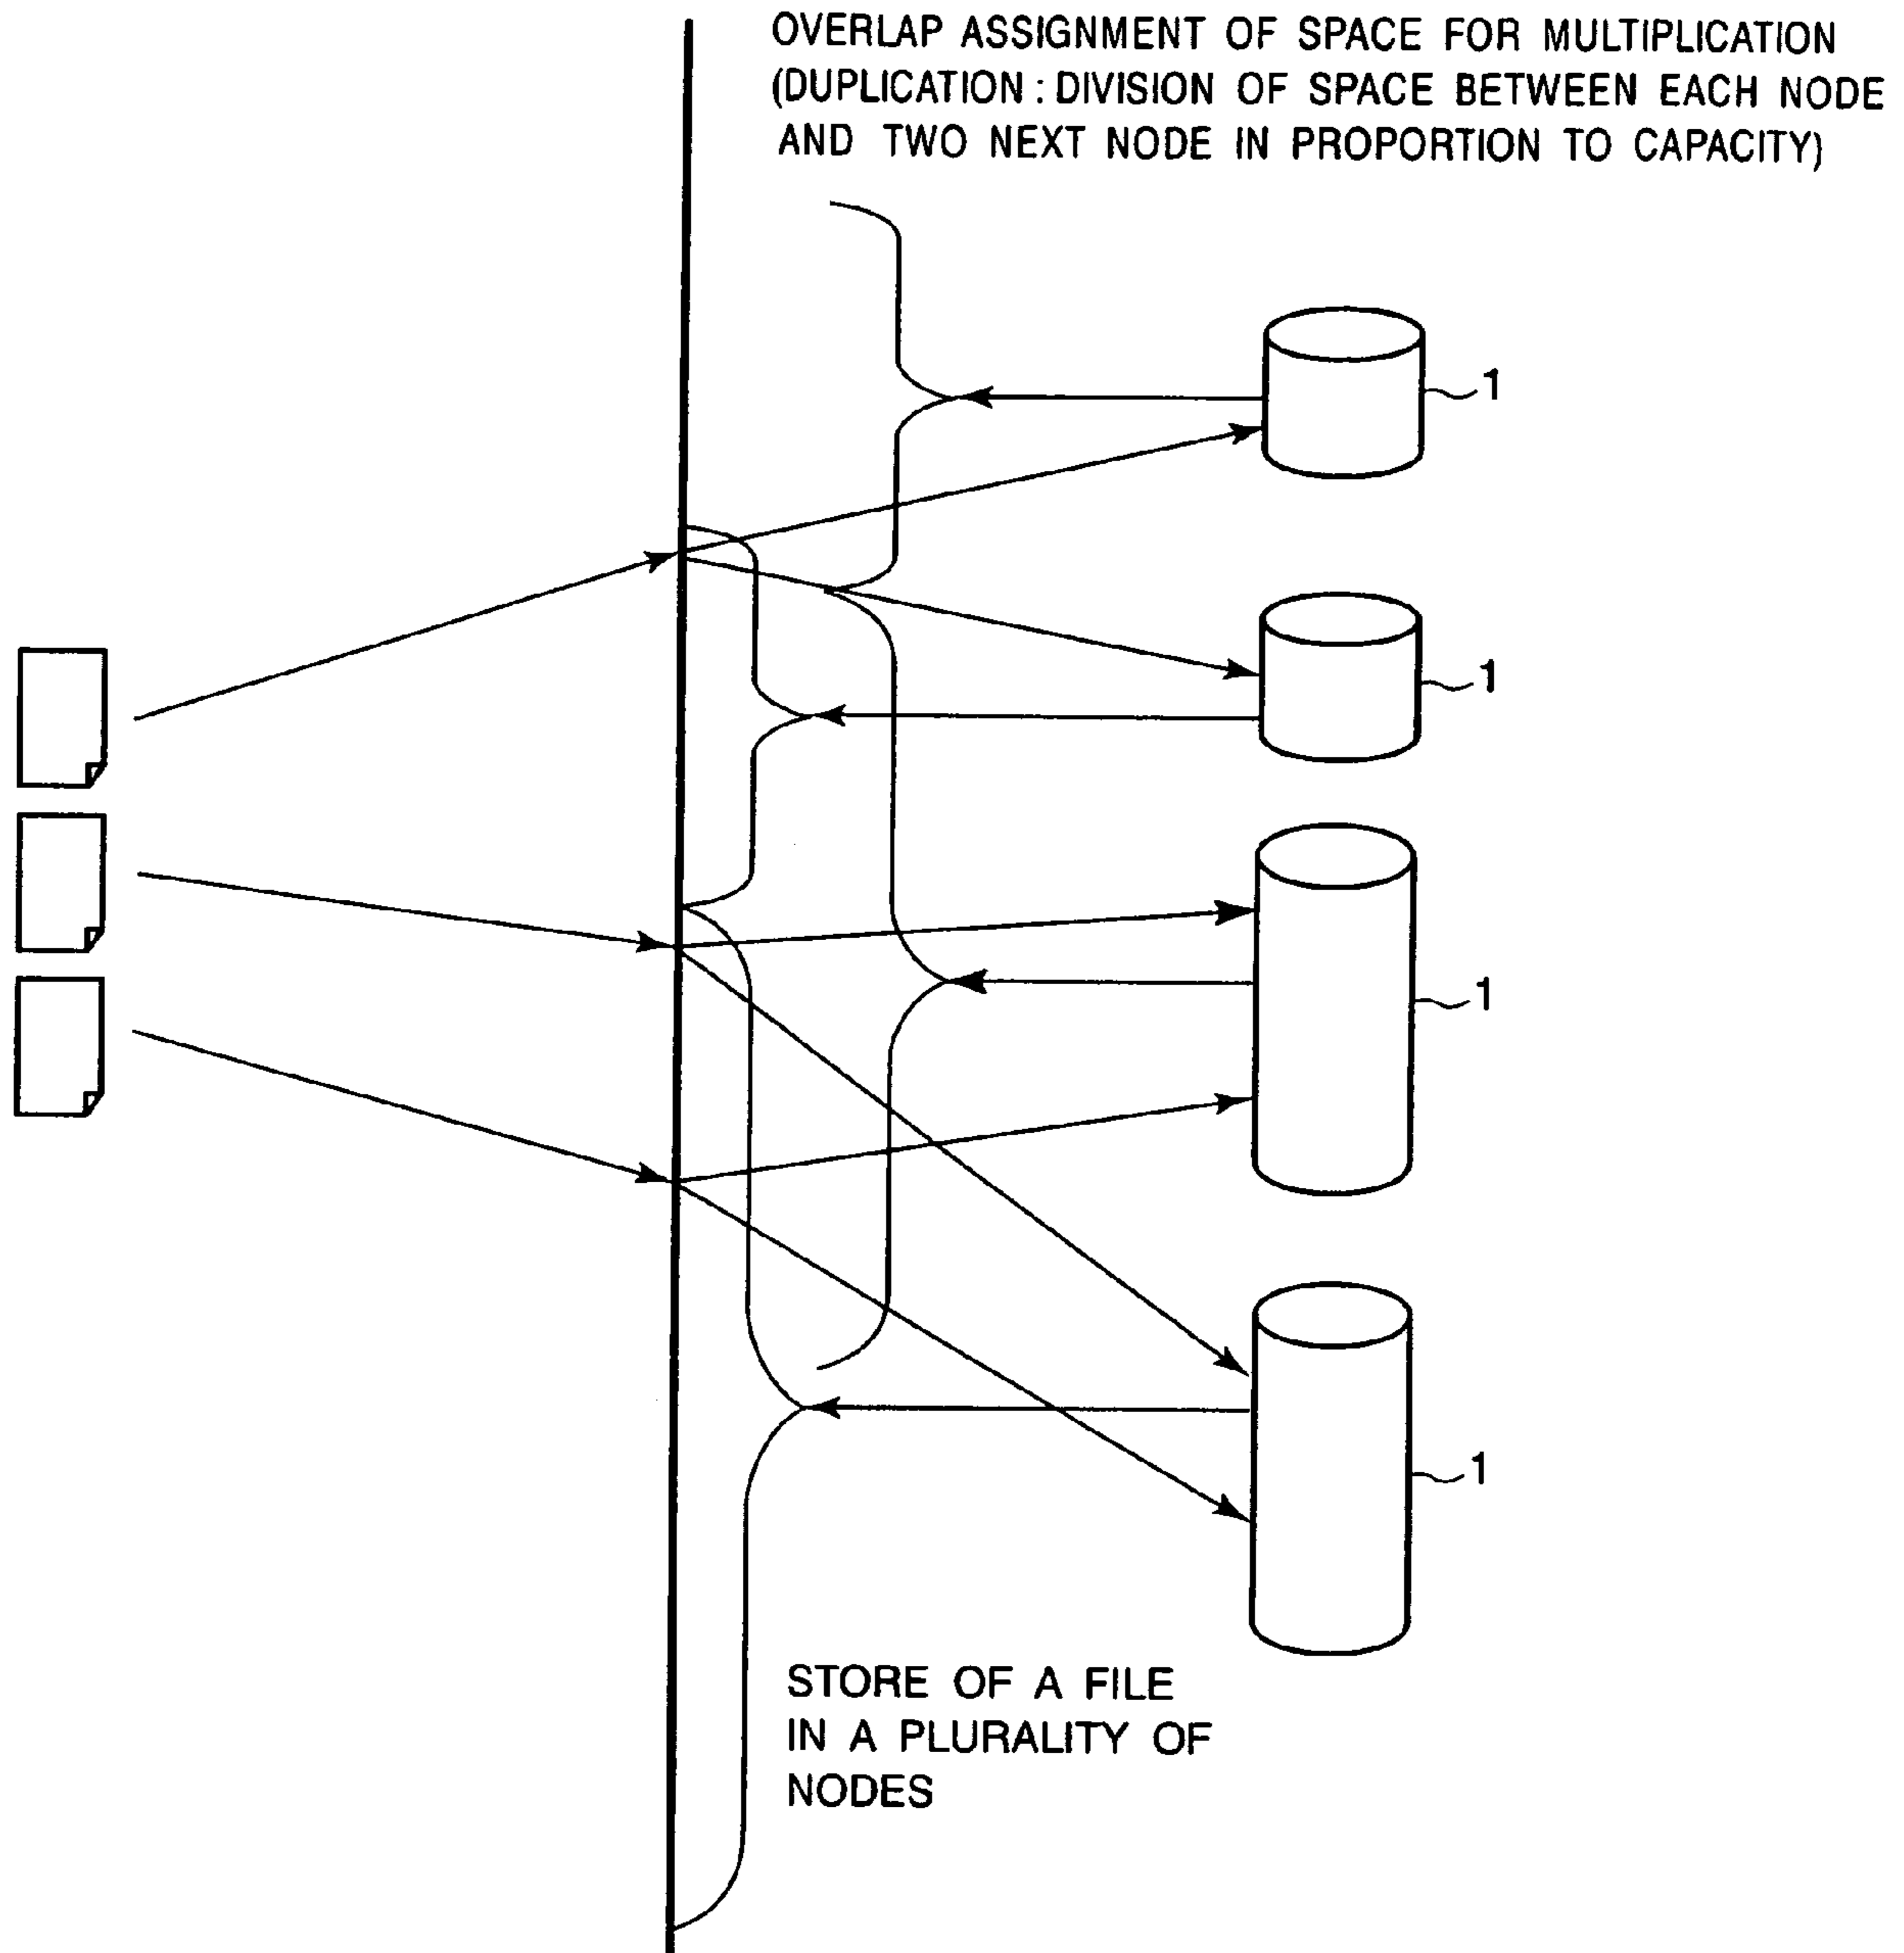 OVERLAP ASSIGNMENT OF SPACE FOR MULTIPLICATION
(DUPLICATION : DIVISION OF SPACE BETWEEN EACH NODE
AND TWO NEXT NODE IN PROPORTION TO CAPACITY)
1
1
1
1
STORE OF A FILE
IN A PLURALITY OF
NODES